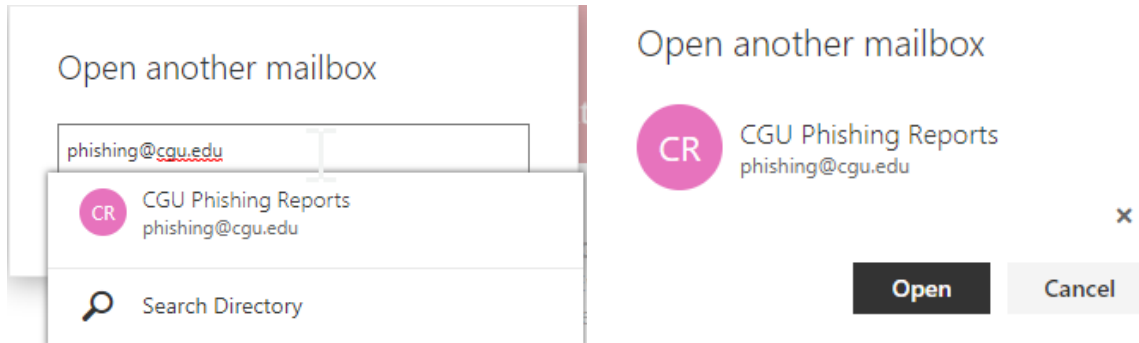 Open another mailbox
phishing@cgu.edu
CR
CGU Phishing Reports
phishing@cgu.edu
Search Directory
Open another mailbox
CR
CGU Phishing Reports
phishing@cgu.edu
Open
Cancel